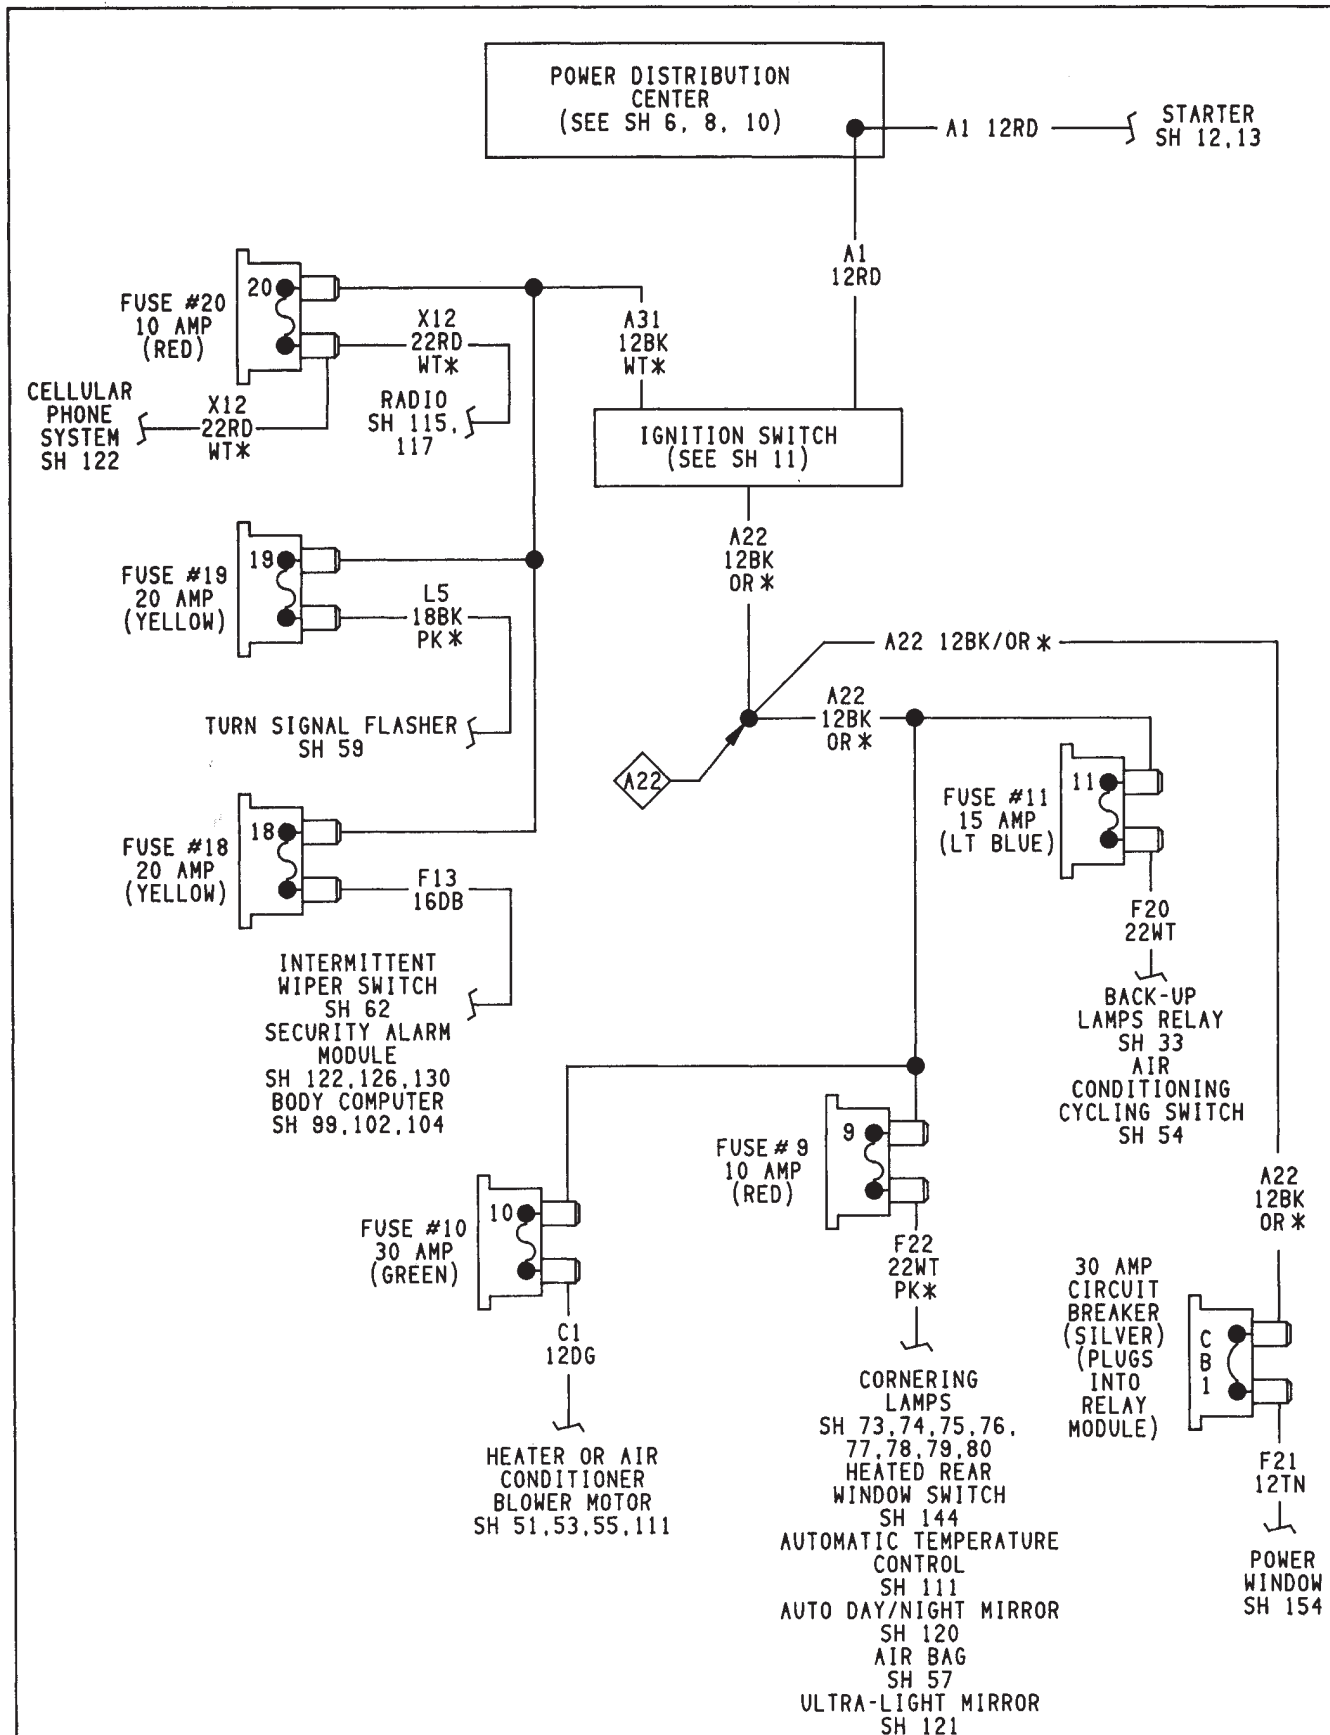 POWER DISTRIBUTION
CENTER
(SEE SH 6, 8, 10)
A1 12RD
STARTER
SH 12,13
A1
12RD
20
FUSE #20
10 AMP
(RED)
X12
22RD
WT*
A31
12BK
WT*
CELLULAR
PHONE
SYSTEM
SH 122
X12
22RD
WT*
RADIO
SH 115,
117
IGNITION SWITCH
(SEE SH 11)
A22
12BK
OR*
19
FUSE #19
20 AMP
(YELLOW)
L5
18BK
PK*
TURN SIGNAL FLASHER
SH 59
A22 12BK/OR*
A22
12BK
OR*
A22
11
FUSE #11
15 AMP
(LT BLUE)
18
FUSE #18
20 AMP
(YELLOW)
F13
16DB
F20
22WT
INTERMITTENT
WIPER SWITCH
SH 62
SECURITY ALARM
MODULE
SH 122,126,130
BODY COMPUTER
SH 99,102,104
BACK-UP
LAMPS RELAY
SH 33
AIR
CONDITIONING
CYCLING SWITCH
SH 54
9
FUSE# 9
10 AMP
(RED)
A22
12BK
OR*
10
FUSE #10
30 AMP
(GREEN)
F22
22WT
PK*
30 AMP
CIRCUIT
BREAKER
(SILVER)
(PLUGS
INTO
RELAY
MODULE)
C
B
1
C1
12DG
HEATER OR AIR
CONDITIONER
BLOWER MOTOR
SH 51,53,55,111
CORNERING
LAMPS
SH 73,74,75,76,
77,78,79,80
HEATED REAR
WINDOW SWITCH
SH 144
AUTOMATIC TEMPERATURE
CONTROL
SH 111
AUTO DAY/NIGHT MIRROR
SH 120
AIR BAG
SH 57
ULTRA-LIGHT MIRROR
SH 121
F21
12TN
POWER
WINDOW
SH 154